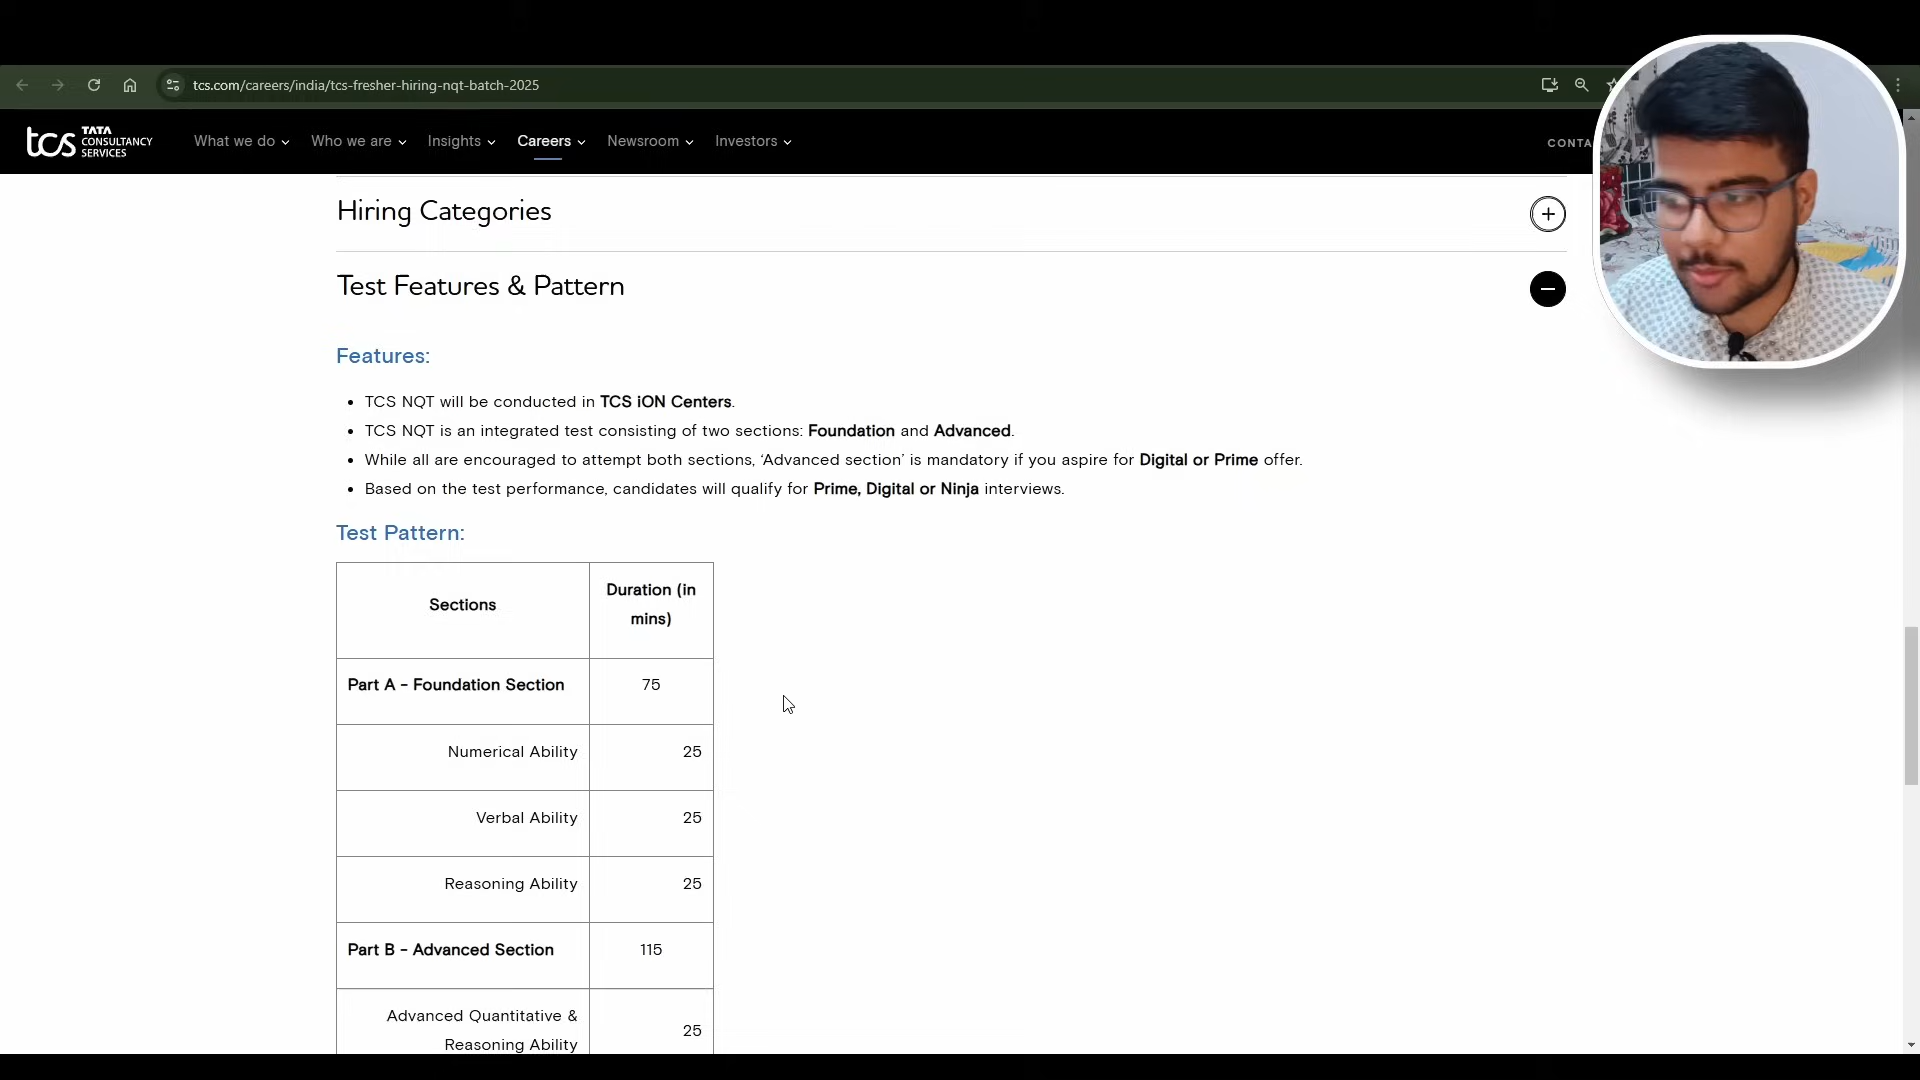 tcs.com/careers/india/tcs-fresher-hiring-nqt-batch-2025
tcs TATA CONSULTANCY SERVICES
What we do Who we are Insights Careers Newsroom Investors
Hiring Categories
Test Features & Pattern
Features:
• TCS NQT will be conducted in TCS iON Centers.
• TCS NQT is an integrated test consisting of two sections: Foundation and Advanced.
• While all are encouraged to attempt both sections, ‘Advanced section’ is mandatory if you aspire for Digital or Prime offer.
• Based on the test performance, candidates will qualify for Prime, Digital or Ninja interviews.
Test Pattern:
Sections
Duration (in
mins)
Part A - Foundation Section 75
Numerical Ability 25
Verbal Ability 25
Reasoning Ability 25
Part B - Advanced Section 115
Advanced Quantitative &
Reasoning Ability
25